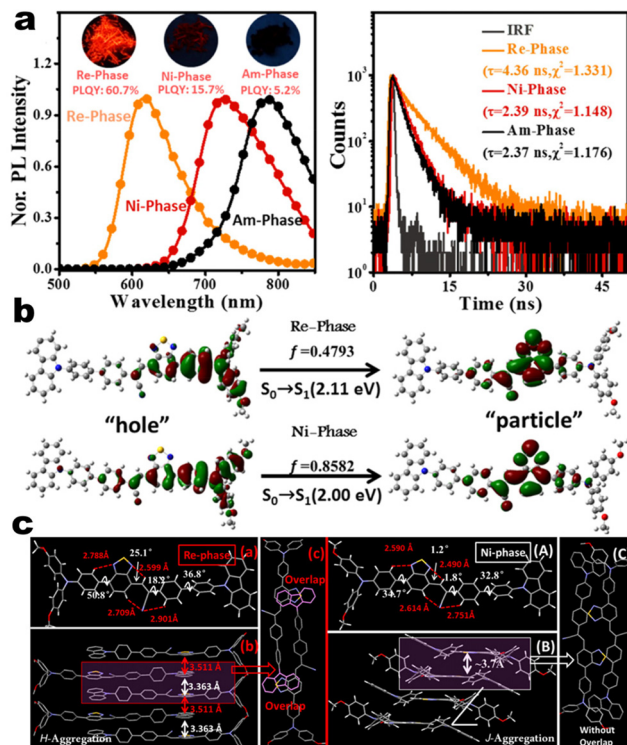 a
Re-Phase
PLQY: 60.7%
Ni-Phase
PLQY: 15.7%
Am-Phase
PLQY: 5.2%
Re-Phase
Ni-Phase
Am-Phase
Nor. PL Intensity
1.2
0.9
0.6
0.3
0.0
500
600
700
800
Wavelength (nm)
IRF
Re-Phase
(τ=4.36 ns,χ²=1.331)
Ni-Phase
(τ=2.39 ns,χ²=1.148)
Am-Phase
(τ=2.37 ns,χ²=1.176)
Counts
10³
10²
10¹
10⁰
0
15
30
45
Time (ns)
b
Re-Phase
f=0.4793
S₀→S₁(2.11 eV)
"hole"
"particle"
Ni-Phase
f=0.8582
S₀→S₁(2.00 eV)
c
2.788Å
25.1°
Re-phase
(a)
2.599 Å
50.8°
18.2°
36.8°
2.709Å
2.901Å
(b)
3.511 Å
3.363 Å
3.511 Å
3.363 Å
H-Aggregation
(c)
Overlap
Overlap
2.590 Å
1.2°
Ni-phase
(A)
2.490 Å
34.7°
1.8°
32.8°
2.614 Å
2.751Å
(B)
~3.7Å
J-Aggregation
(C)
Without
Overlap